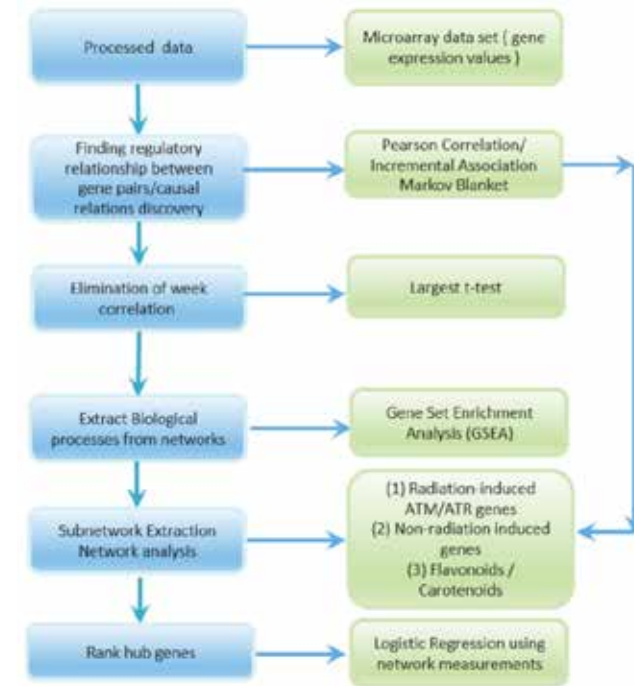 Processed data
Microarray data set ( gene
expression values )
Finding regulatory
relationship between
gene pairs/causal
relations discovery
Pearson Correlation/
Incremental Association
Markov Blanket
Elimination of week
correlation
Largest t-test
Extract Biological
processes from networks
Gene Set Enrichment
Analysis (GSEA)
Subnetwork Extraction
Network analysis
(1) Radiation-induced
ATM/ATR genes
(2) Non-radiation induced
genes
(3) Flavonoids /
Carotenoids
Rank hub genes
Logistic Regression using
network measurements